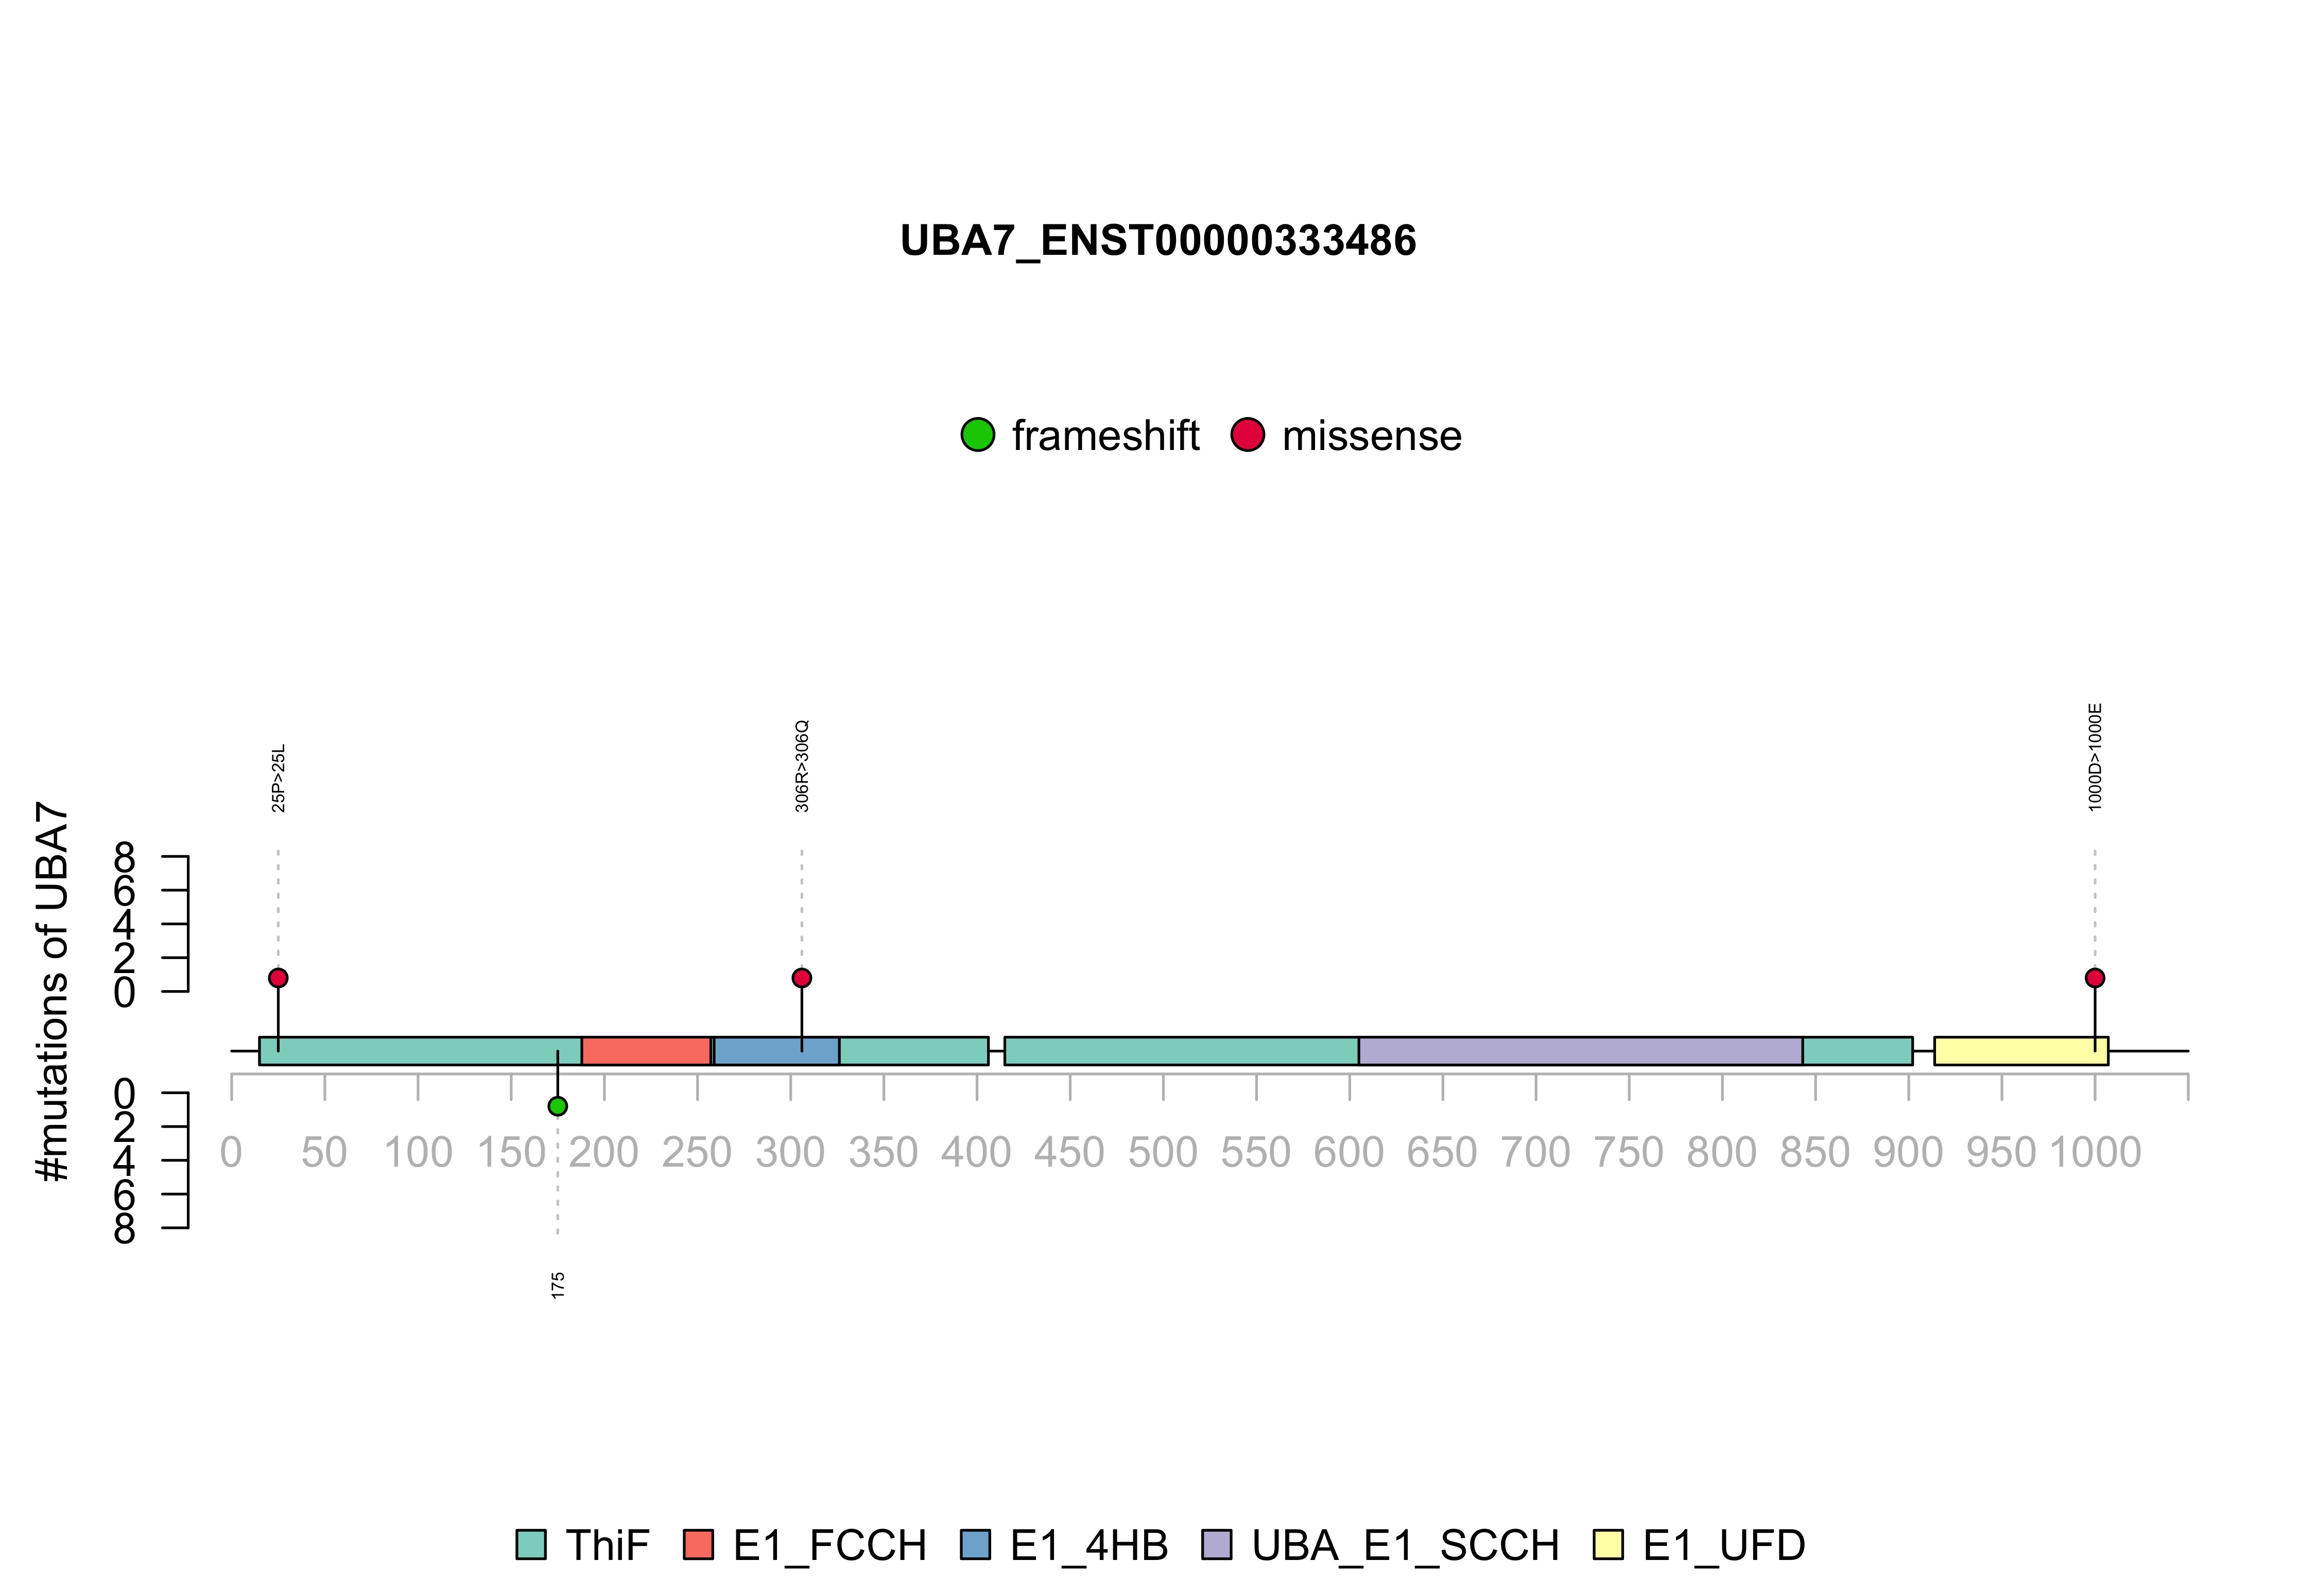 UBA7_ENST00000333486
frameshift missense
25P>25L
306R>306Q
1000D>1000E
#mutations of UBA7
8
6
4
2
0
0
2
4
6
8
0 50 100 150 200 250 300 350 400 450 500 550 600 650 700 750 800 850 900 950 1000
175
ThiF E1_FCCH E1_4HB UBA_E1_SCCH E1_UFD